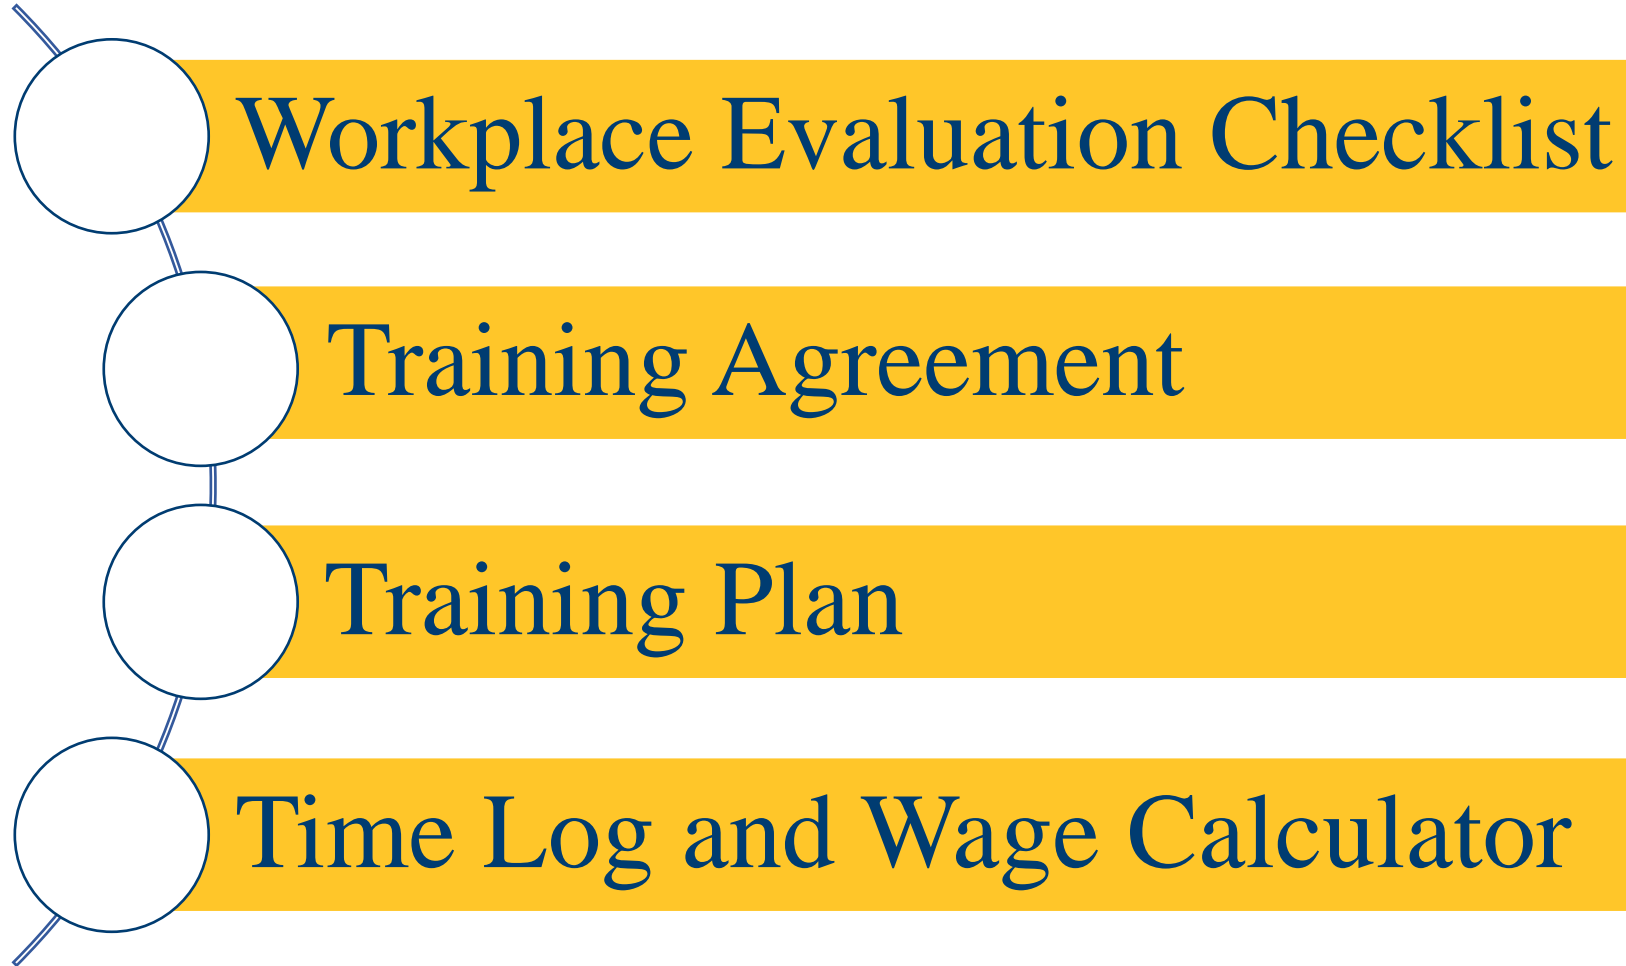 Workplace Evaluation Checklist
Training Agreement
Training Plan
Time Log and Wage Calculator